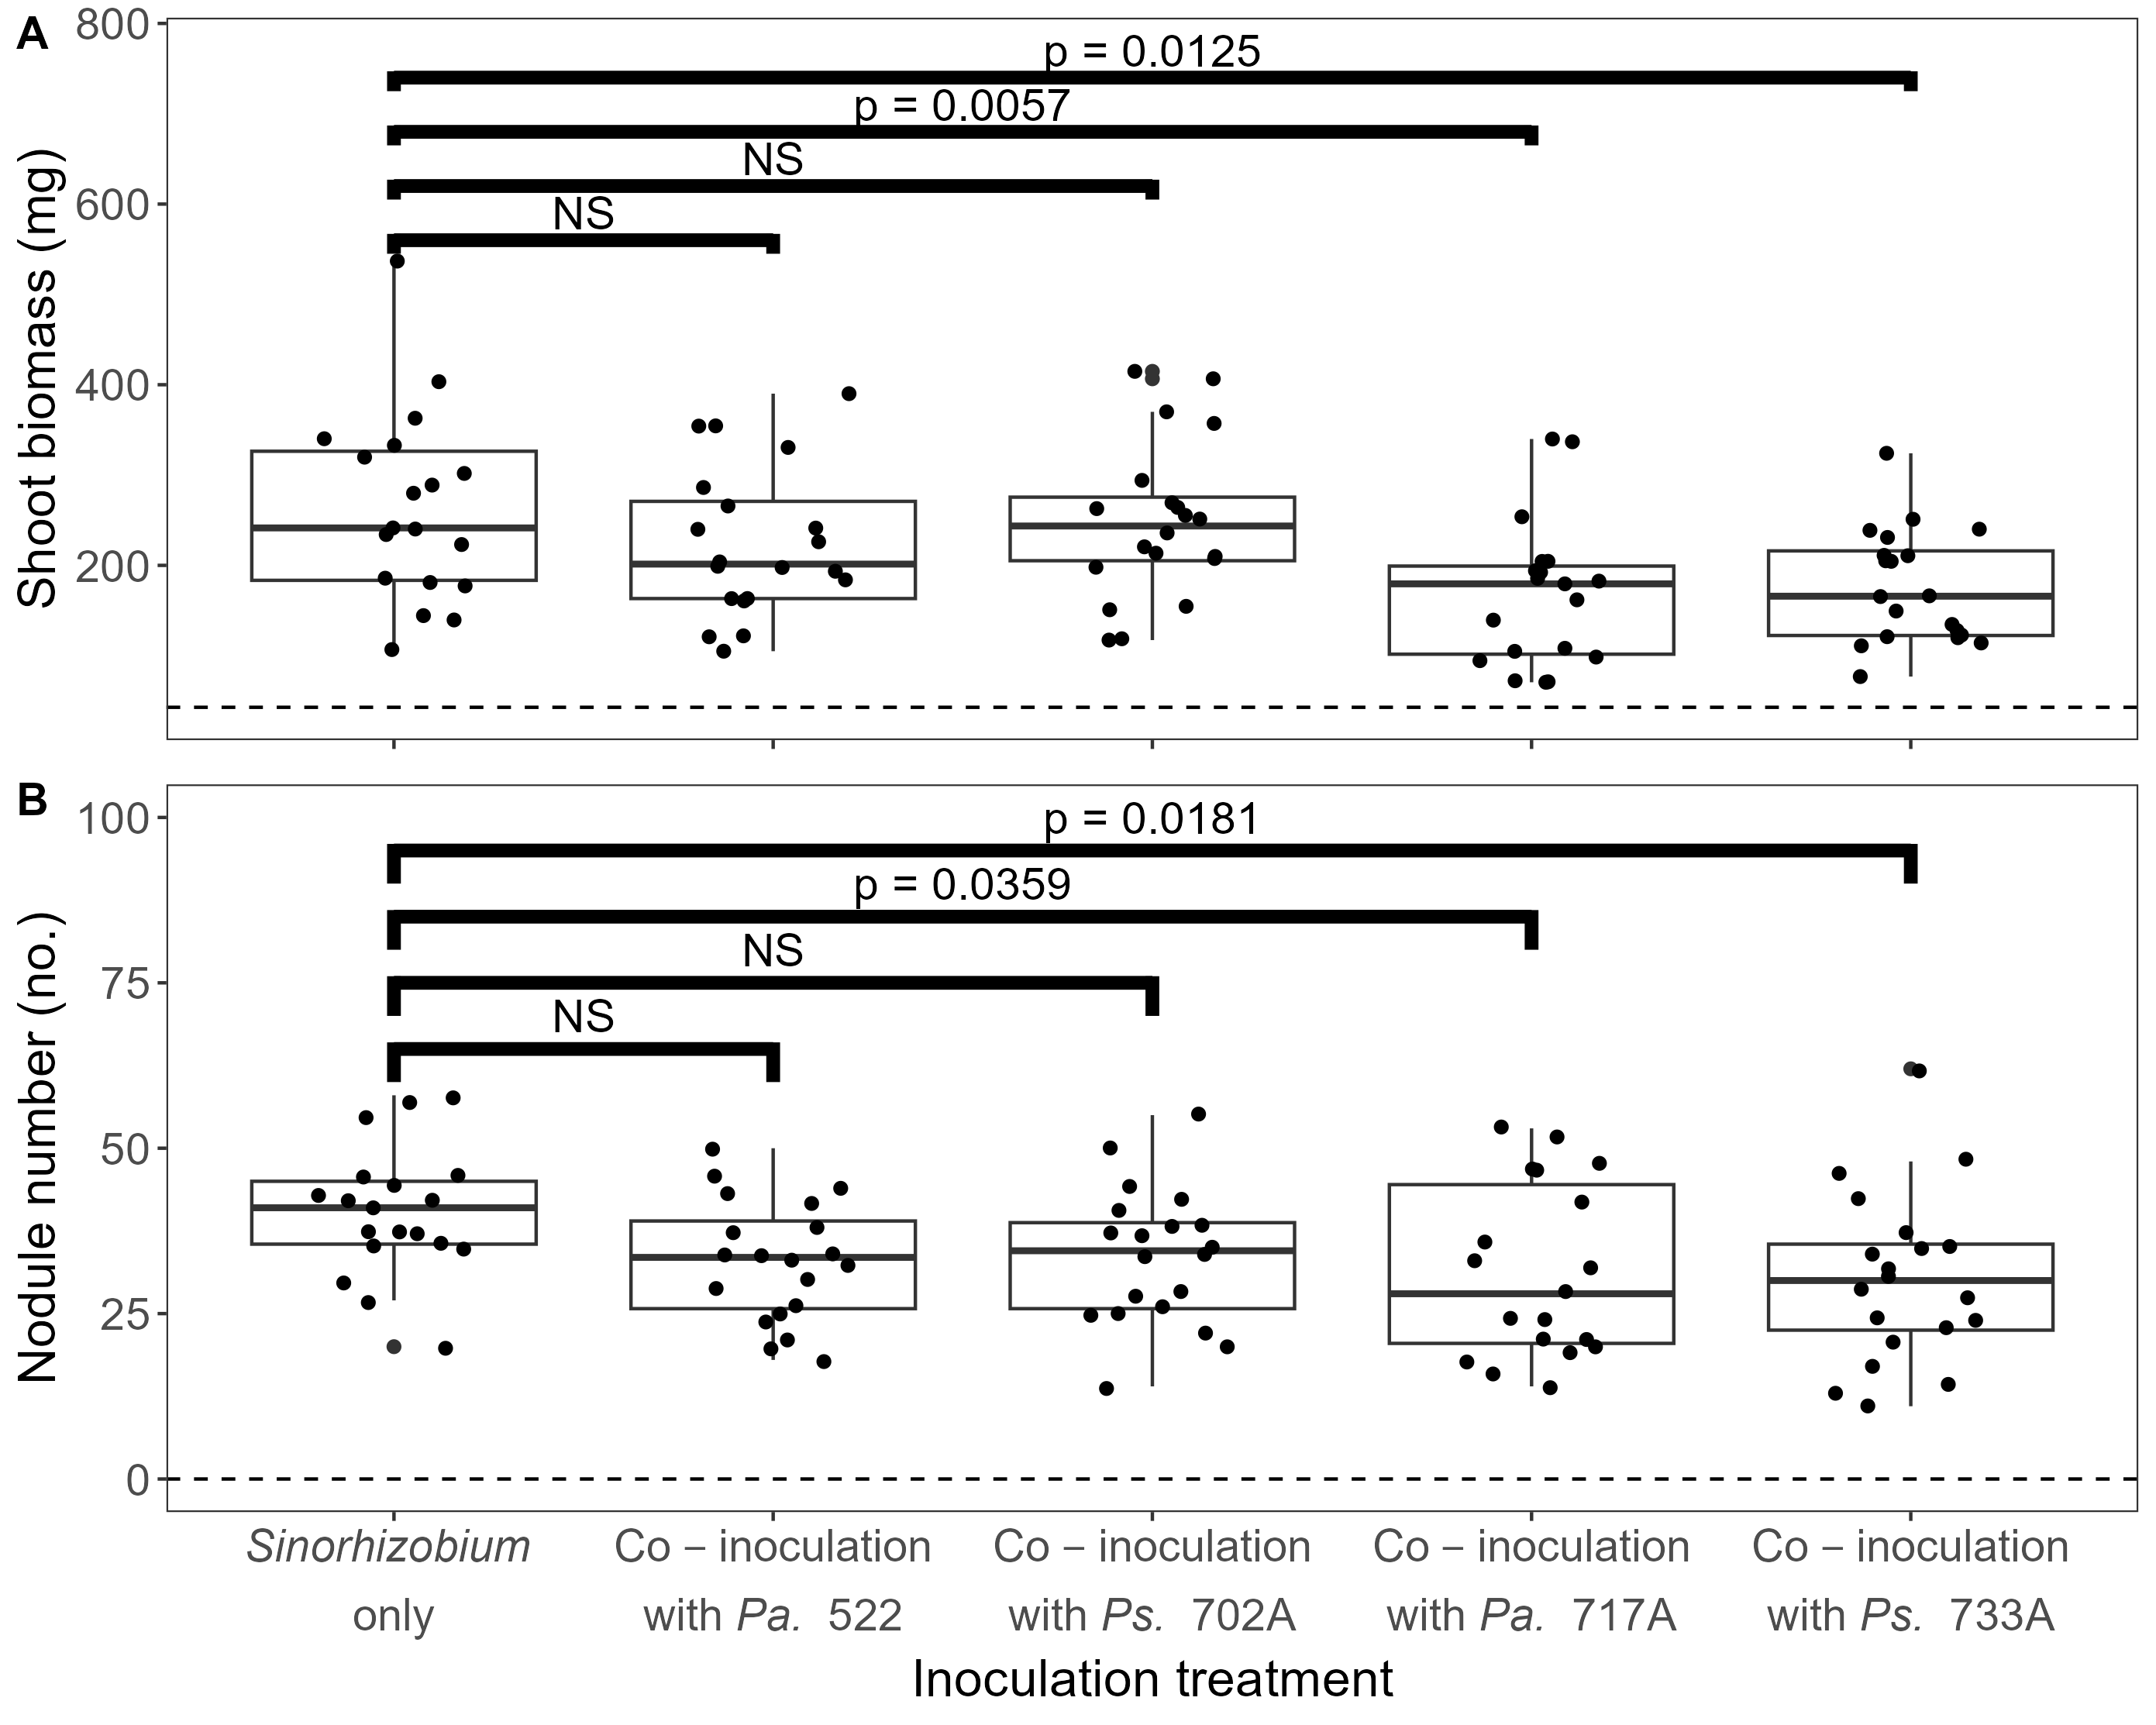 A
800
600
400
200
Shoot biomass (mg)
p = 0.0125
p = 0.0057
NS
NS
B
100
75
50
25
0
Nodule number (no.)
p = 0.0181
p = 0.0359
NS
NS
Sinorhizobium only
Co – inoculation with Pa. 522
Co – inoculation with Ps. 702A
Co – inoculation with Pa. 717A
Co – inoculation with Ps. 733A
Inoculation treatment